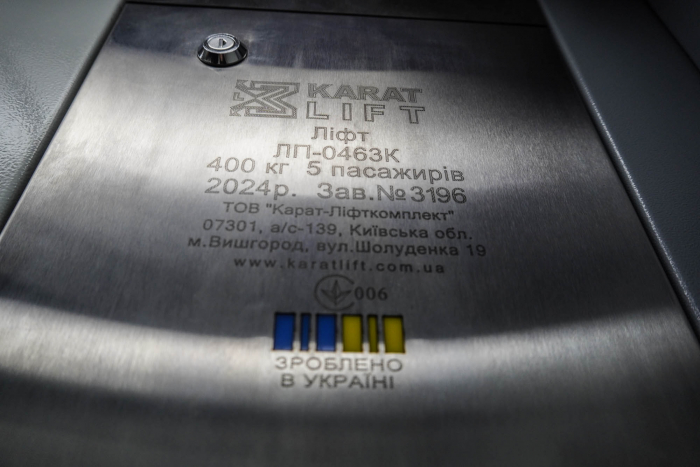 KARAT
LIFT
Ліфт
ЛП-0463К
400 кг 5 пасажирів
2024р. Зав.№3196
ТОВ "Карат-Ліфткомплект"
07301, а/с-139, Київська обл.
м.Вишгород, вул.Шолуденка 19
www.karatlift.com.ua
006
ЗРОБЛЕНО
В УКРАЇНІ